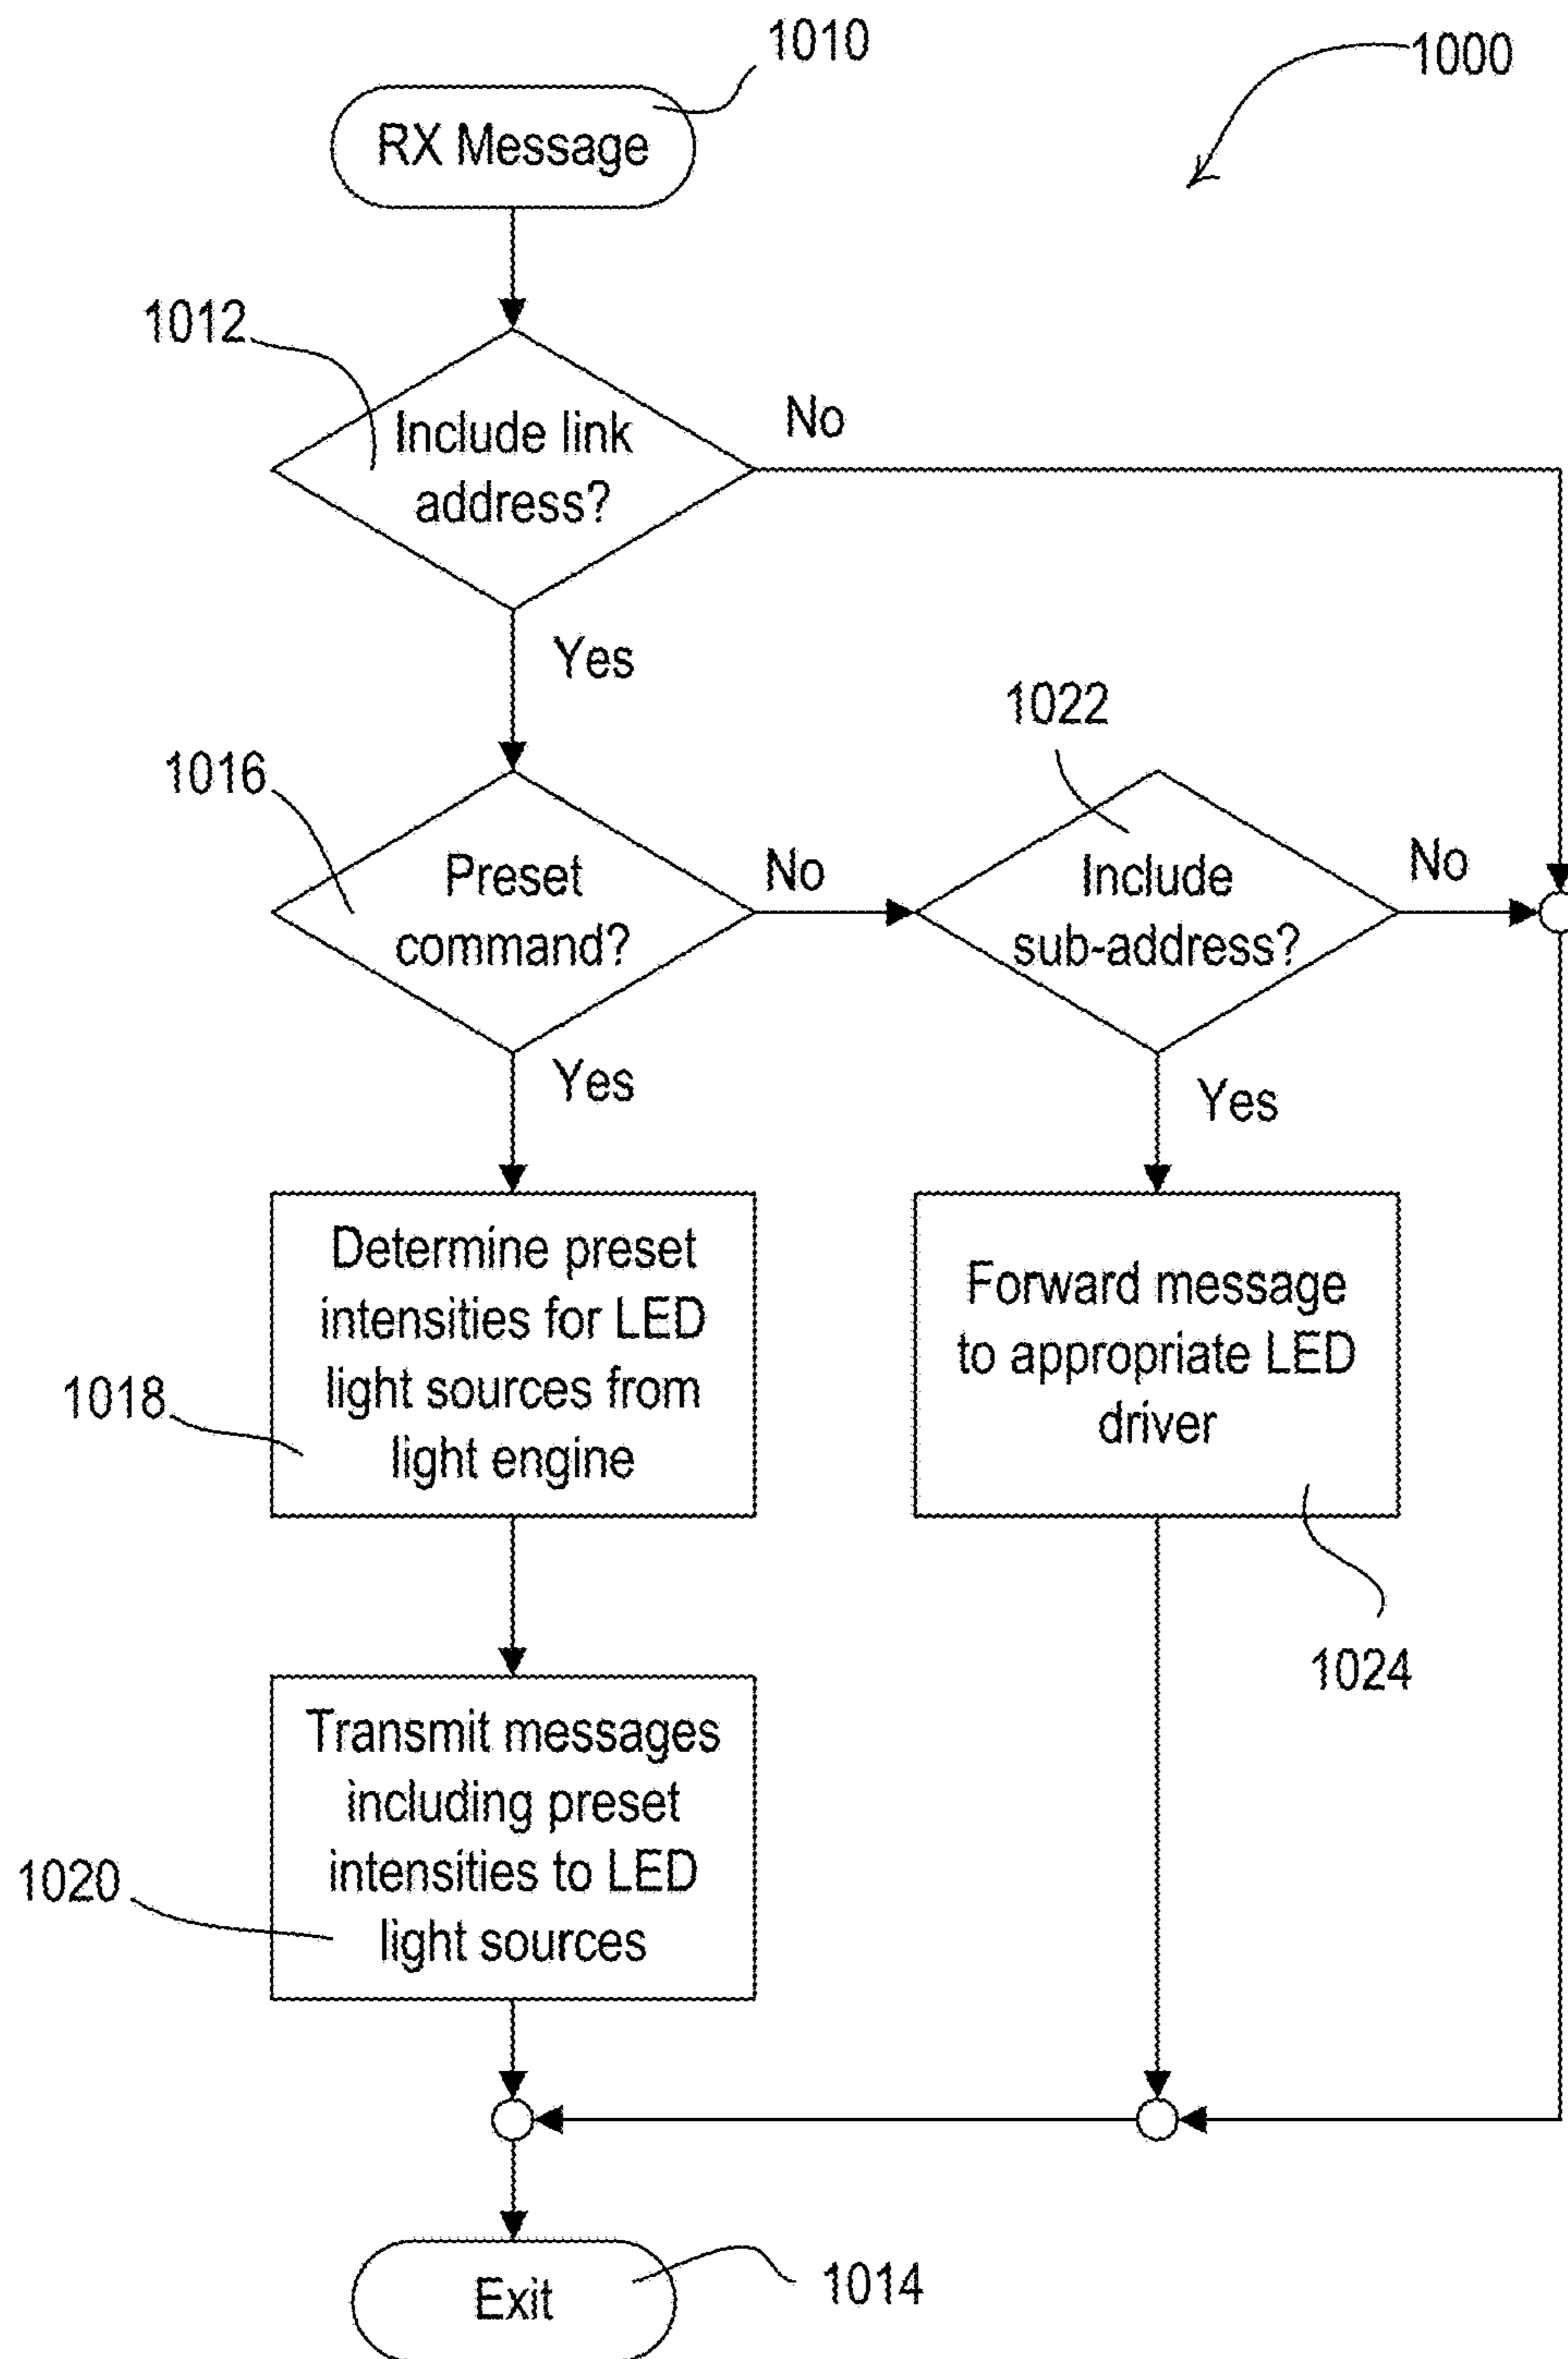 1010
1000
RX Message
1012
Include link
address?
No
Yes
1022
1016
Preset
command?
No
Include
sub-address?
No
Yes
Yes
Determine preset
intensities for LED
light sources from
light engine
1018
Forward message
to appropriate LED
driver
1024
Transmit messages
including preset
intensities to LED
light sources
1020
Exit
1014